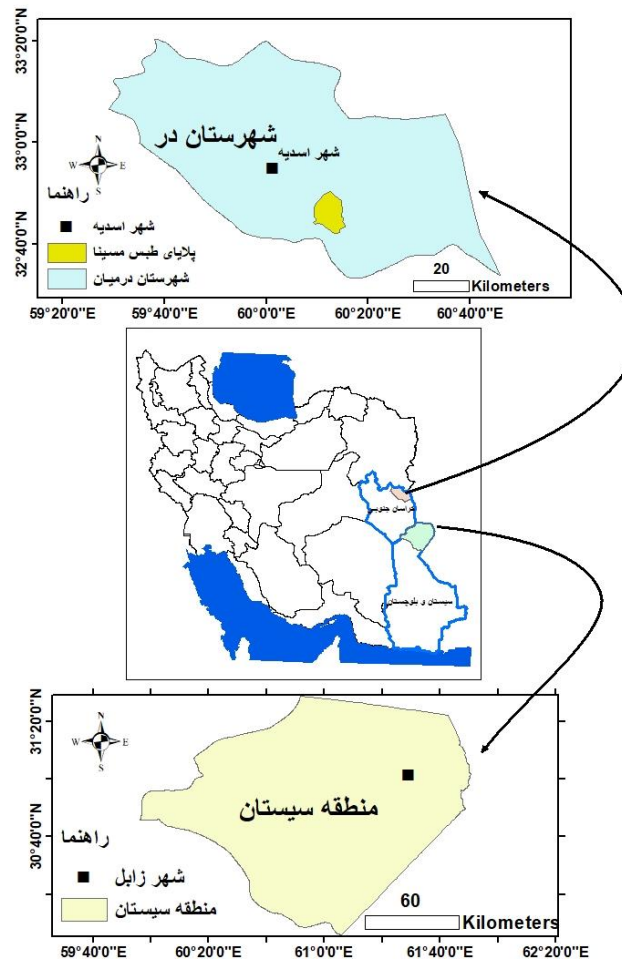 33°20'0"N
33°0'0"N
32°40'0"N
شهرستان در
شهر اسدیه
N
W E
S
راهنما
شهر اسدیه
پلایای طبس مسینا
شهرستان درمیان
20
Kilometers
59°20'0"E 59°40'0"E 60°0'0"E 60°20'0"E 60°40'0"E
خراسان جنوبی
سیستان و بلوچستان
31°20'0"N
30°40'0"N
N
W E
S
منطقه سیستان
راهنما
شهر زابل
منطقه سیستان
60
Kilometers
59°40'0"E 60°20'0"E 61°0'0"E 61°40'0"E 62°20'0"E